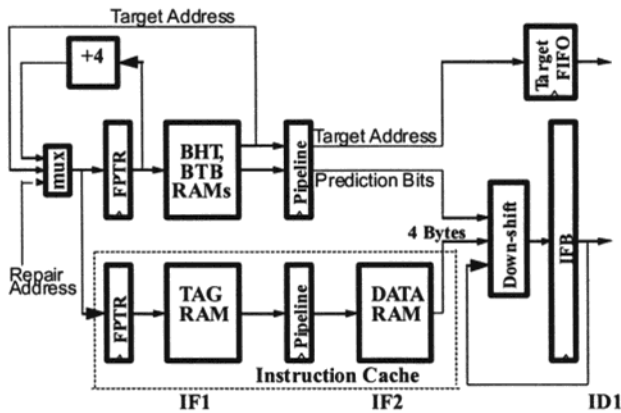 Target Address
+4
Target
FIFO
mux
FPTR
BHT,
BTB
RAMs
Pipeline
Target Address
Prediction Bits
4 Bytes
Down-shift
IFB
Repair
Address
FPTR
TAG
RAM
Pipeline
DATA
RAM
Instruction Cache
IF1
IF2
ID1